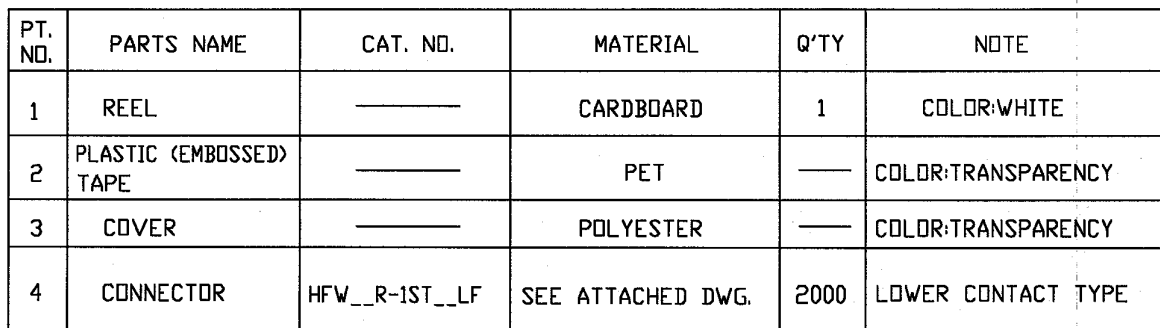 PT. NO. PARTS NAME CAT. NO. MATERIAL Q'TY NOTE
1 REEL ——— CARDBOARD 1 COLOR:WHITE
2 PLASTIC (EMBOSSED) TAPE ——— PET —— COLOR:TRANSPARENCY
3 COVER ——— POLYESTER —— COLOR:TRANSPARENCY
4 CONNECTOR HFW__R-1ST__LF SEE ATTACHED DWG. 2000 LOWER CONTACT TYPE